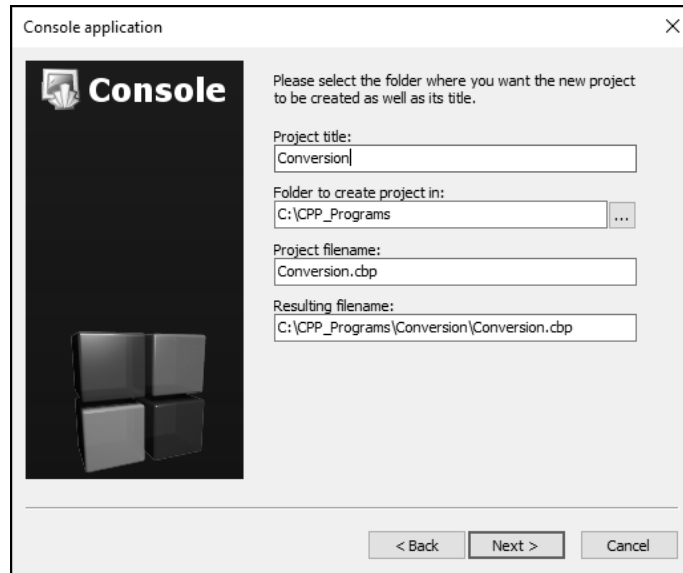 Console application
Console
Please select the folder where you want the new project
to be created as well as its title.
Project title:
Conversion
Folder to create project in:
C:\CPP_Programs
...
Project filename:
Conversion.cbp
Resulting filename:
C:\CPP_Programs\Conversion\Conversion.cbp
< Back
Next >
Cancel